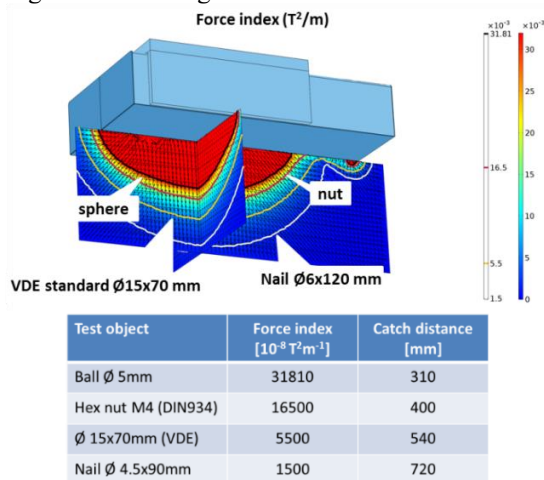 Force index (T²/m)
×10⁻³ ×10⁻³
31.81
30
25
20
16.5
15
10
5.5
5
1.5
0
sphere
nut
VDE standard Ø15x70 mm
Nail Ø6x120 mm
Test object Force index [10⁻⁸ T²m⁻¹] Catch distance [mm]
Ball Ø 5mm 31810 310
Hex nut M4 (DIN934) 16500 400
Ø 15x70mm (VDE) 5500 540
Nail Ø 4.5x90mm 1500 720